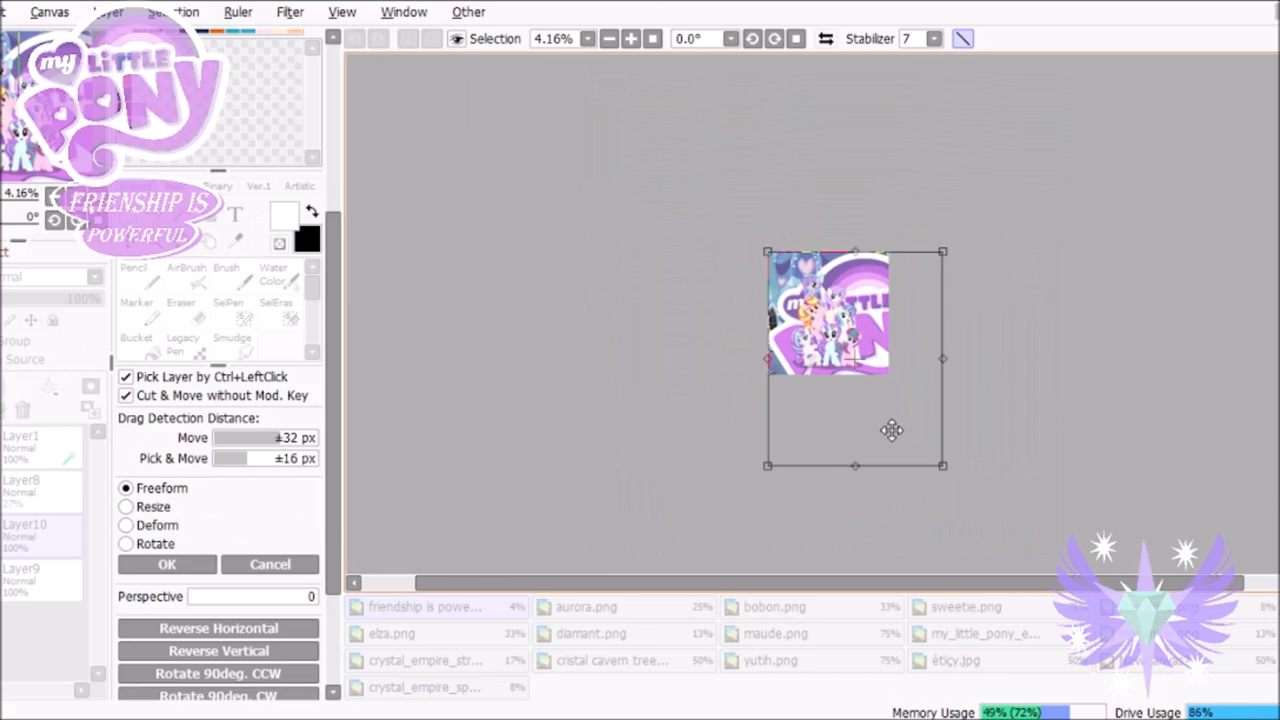 Canvas Layer Selection Ruler Filter View Window Other
Selection 4.16% 0.0° Stabilizer 7
my LITTLE PONY
FRIENSHIP IS
POWERFUL
4.16%
0°
Binary Ver.1 Artistic
T
Pencil AirBrush Brush Water Color
Marker Eraser SelPen SelEras
Bucket Legacy Pen Smudge
100%
Source
Pick Layer by Ctrl+LeftClick
Cut & Move without Mod. Key
Drag Detection Distance:
Move ±32 px
Pick & Move ±16 px
Freeform
Resize
Deform
Rotate
OK Cancel
Perspective 0
Reverse Horizontal
Reverse Vertical
Rotate 90deg. CCW
Rotate 90deg. CW
Layer1
Normal
100%
Layer8
Normal
27%
Layer10
Normal
100%
Layer9
Normal
100%
friendship is powe... 4% aurora.png 25% bobon.png 33% sweetie.png 8%
elza.png 33% diamant.png 13% maude.png 75% my_little_pony_e... 13%
crystal_empire_str... 17% cristal cavern tree... 50% yutih.png 75% èticy.jpg
crystal_empire_sp... 8%
Memory Usage 49% (72%) Drive Usage 86%